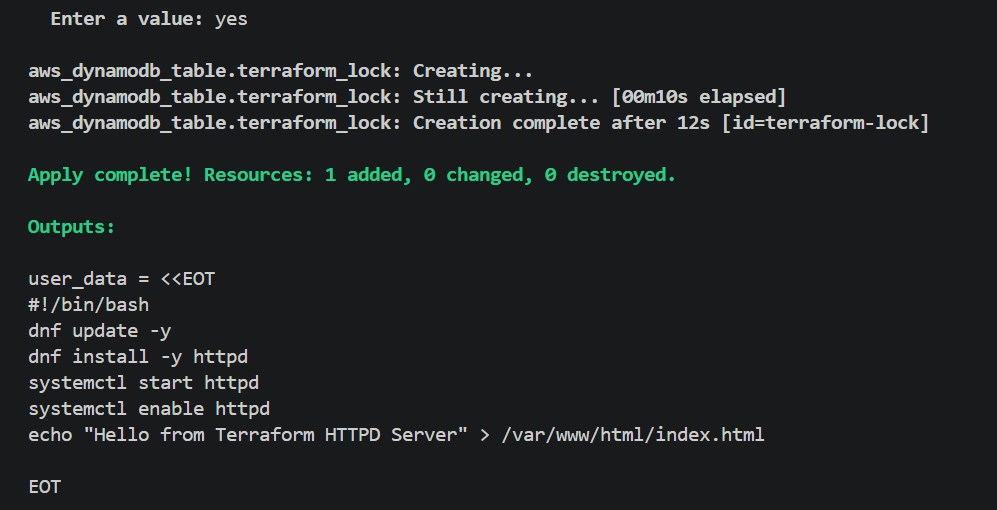 Enter a value: yes
aws_dynamodb_table.terraform_lock: Creating...
aws_dynamodb_table.terraform_lock: Still creating... [00m10s elapsed]
aws_dynamodb_table.terraform_lock: Creation complete after 12s [id=terraform-lock]
Apply complete! Resources: 1 added, 0 changed, 0 destroyed.
Outputs:
user_data = <<EOT
#!/bin/bash
dnf update -y
dnf install -y httpd
systemctl start httpd
systemctl enable httpd
echo "Hello from Terraform HTTPD Server" > /var/www/html/index.html
EOT